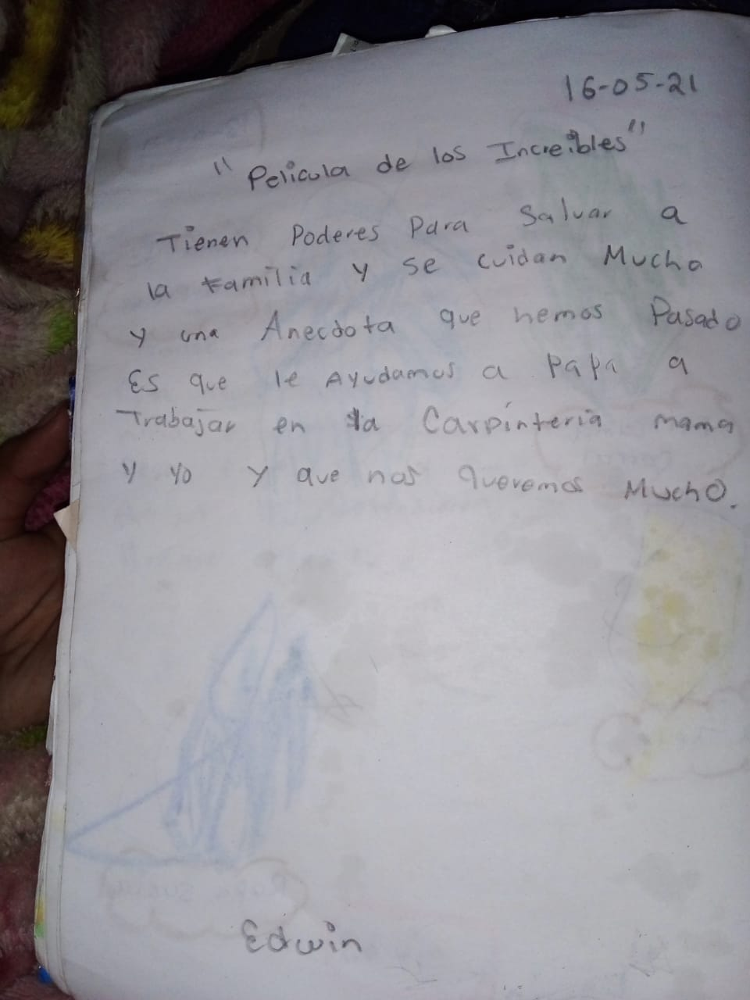 16-05-21
"Pelicula de los Increibles"
Tienen Poderes Para Salvar a
la familia y se cuidan Mucho
y una Anecdota que hemos Pasado
Es que le Ayudamos a PaPa a
Trabajar en la Carpinteria mama
y yo y que nos queremos MuchO.
Edwin